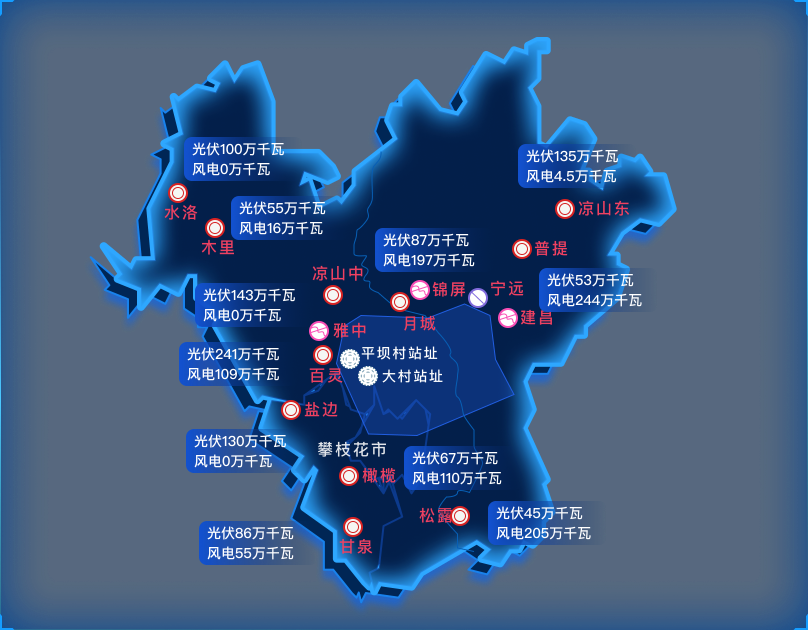 光伏100万千瓦
风电0万千瓦
水洛
光伏55万千瓦
风电16万千瓦
木里
光伏135万千瓦
风电4.5万千瓦
凉山东
光伏87万千瓦
风电197万千瓦
普提
凉山中
锦屏
宁远
月城
光伏53万千瓦
风电244万千瓦
建昌
光伏143万千瓦
风电0万千瓦
雅中
光伏241万千瓦
风电109万千瓦
百灵
平坝村站址
大村站址
盐边
光伏130万千瓦
风电0万千瓦
攀枝花市
橄榄
光伏67万千瓦
风电110万千瓦
松露
光伏45万千瓦
风电205万千瓦
光伏86万千瓦
风电55万千瓦
甘泉